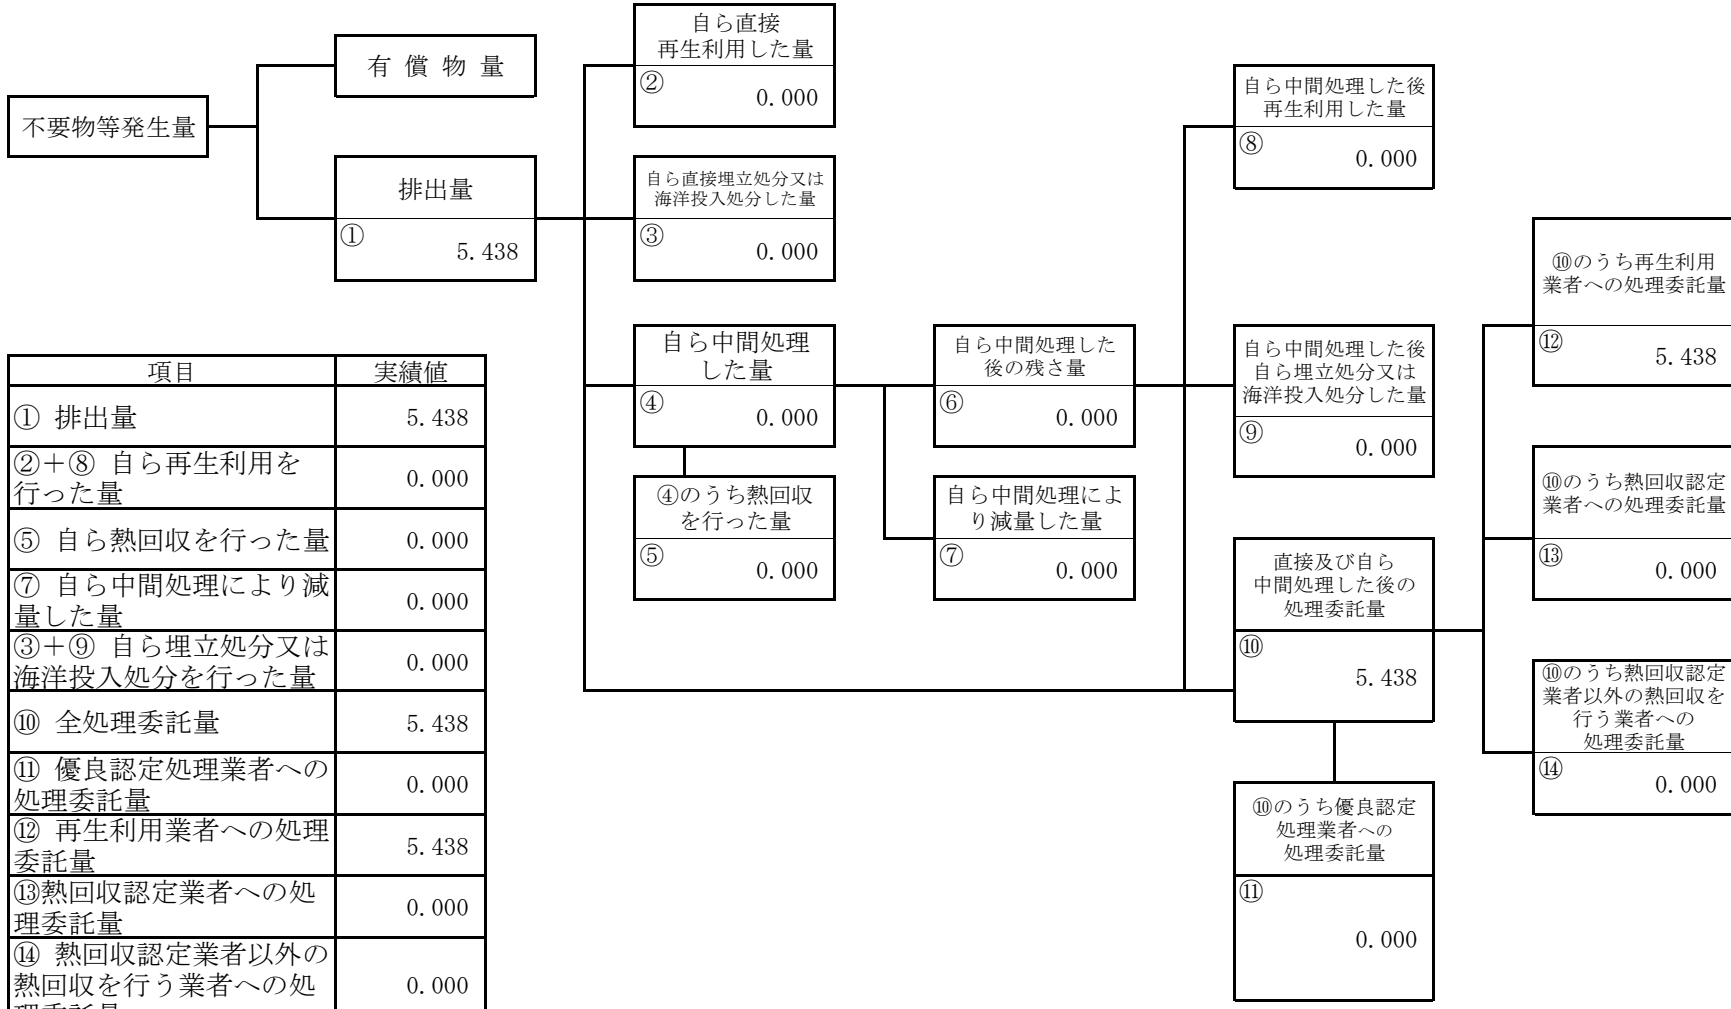 不要物等発生量
有 償 物 量
排出量
①
5.438
自ら直接
再生利用した量
②
0.000
自ら直接埋立処分又は
海洋投入処分した量
③
0.000
自ら中間処理
した量
④
0.000
④のうち熱回収
を行った量
⑤
0.000
自ら中間処理した
後の残さ量
⑥
0.000
自ら中間処理によ
り減量した量
⑦
0.000
自ら中間処理した後
再生利用した量
⑧
0.000
自ら中間処理した後
自ら埋立処分又は
海洋投入処分した量
⑨
0.000
直接及び自ら
中間処理した後の
処理委託量
⑩
5.438
⑩のうち優良認定
処理業者への
処理委託量
⑪
0.000
⑩のうち再生利用
業者への処理委託量
⑫
5.438
⑩のうち熱回収認定
業者への処理委託量
⑬
0.000
⑩のうち熱回収認定
業者以外の熱回収を
行う業者への
処理委託量
⑭
0.000
項目 実績値
① 排出量 5.438
②＋⑧ 自ら再生利用を
行った量 0.000
⑤ 自ら熱回収を行った量 0.000
⑦ 自ら中間処理により減
量した量 0.000
③＋⑨ 自ら埋立処分又は
海洋投入処分を行った量 0.000
⑩ 全処理委託量 5.438
⑪ 優良認定処理業者への
処理委託量 0.000
⑫ 再生利用業者への処理
委託量 5.438
⑬熱回収認定業者への処
理委託量 0.000
⑭ 熱回収認定業者以外の
熱回収を行う業者への処 0.000